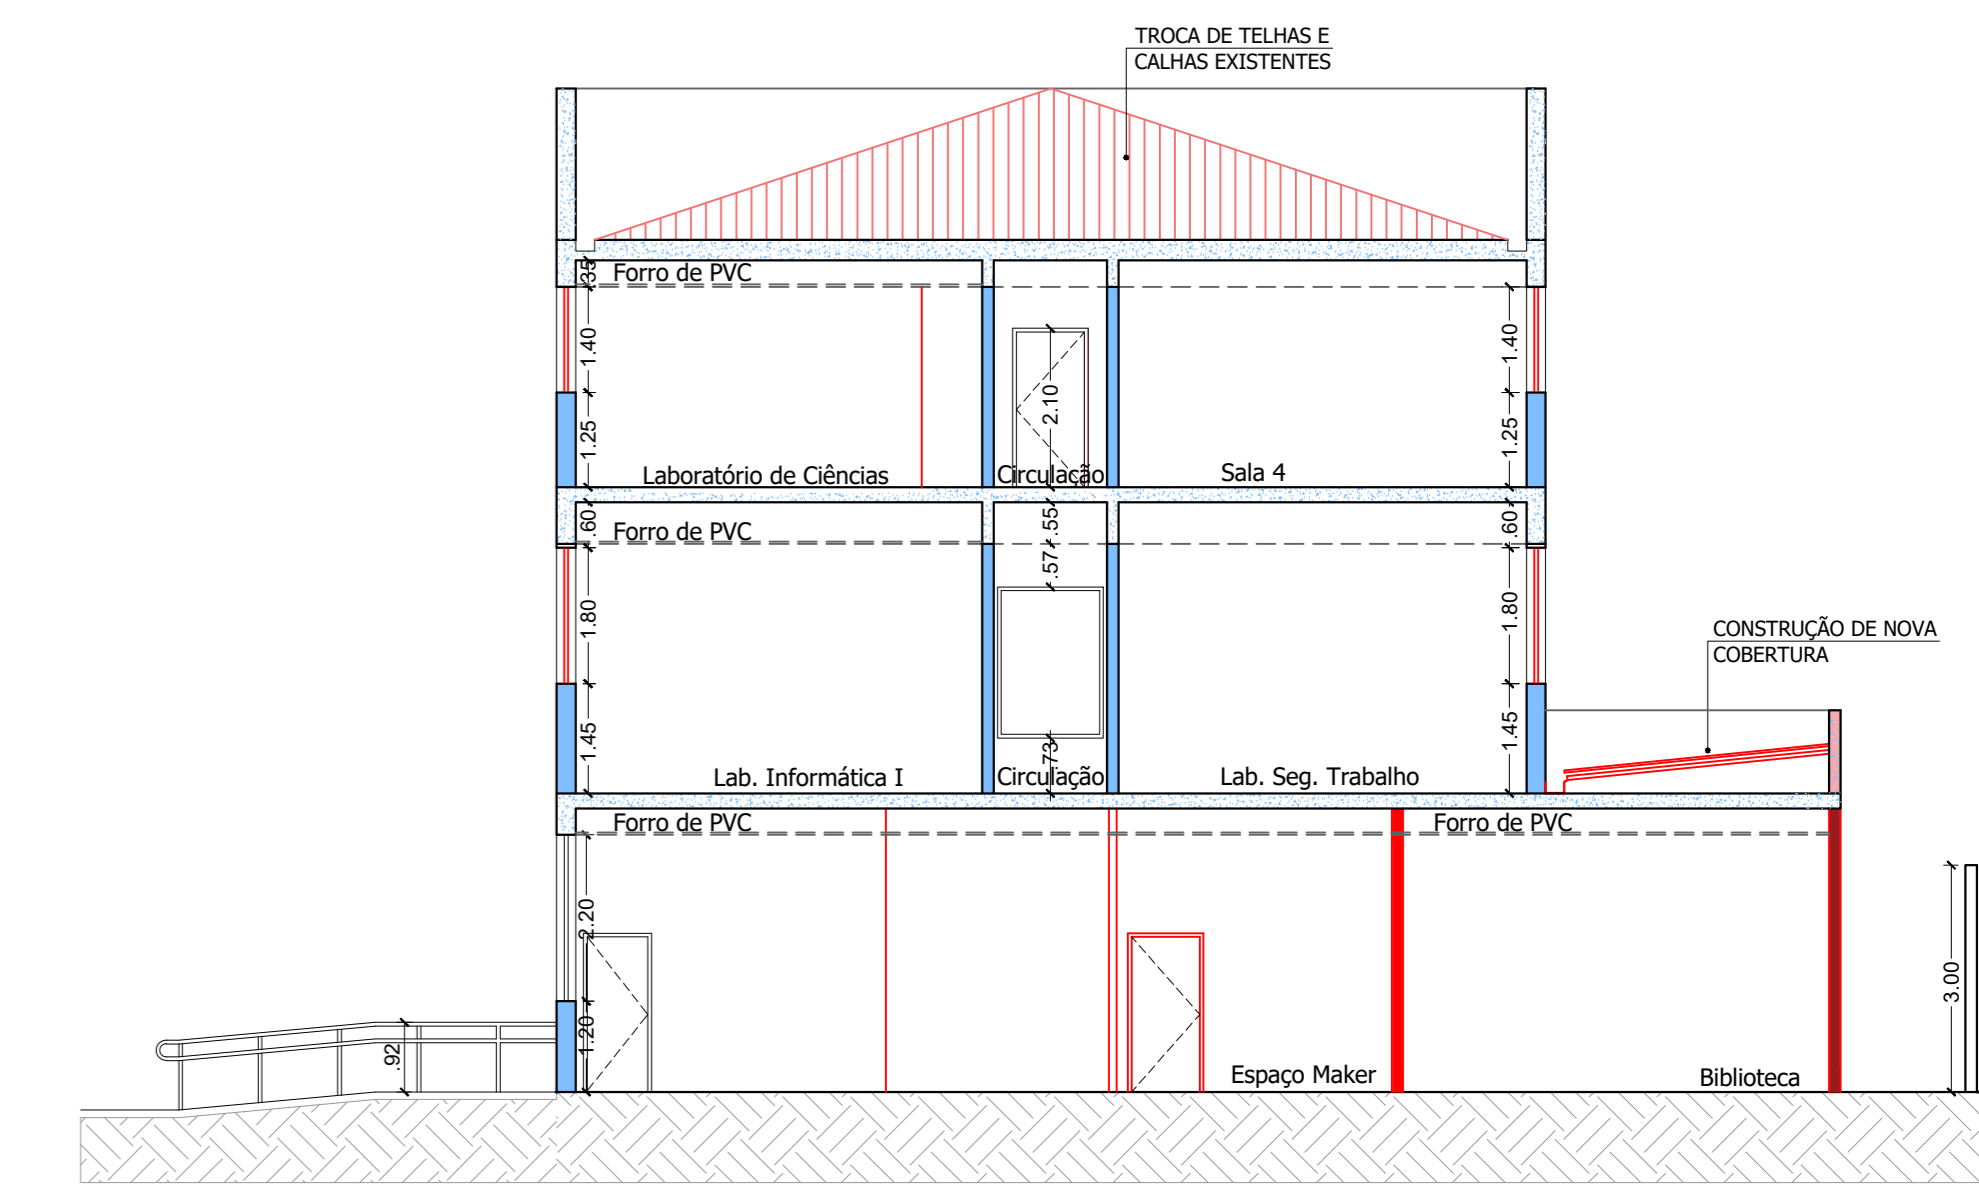 TROCA DE TELHAS E
CALHAS EXISTENTES
.35
Forro de PVC
1.40
2.10
1.40
1.25
1.25
Laboratório de Ciências
Circulação
Sala 4
.60
Forro de PVC
.55
.60
.57
1.80
1.80
CONSTRUÇÃO DE NOVA
COBERTURA
1.45
.73
1.45
Lab. Informática I
Circulação
Lab. Seg. Trabalho
Forro de PVC
Forro de PVC
2.20
3.00
.92
1.20
Espaço Maker
Biblioteca